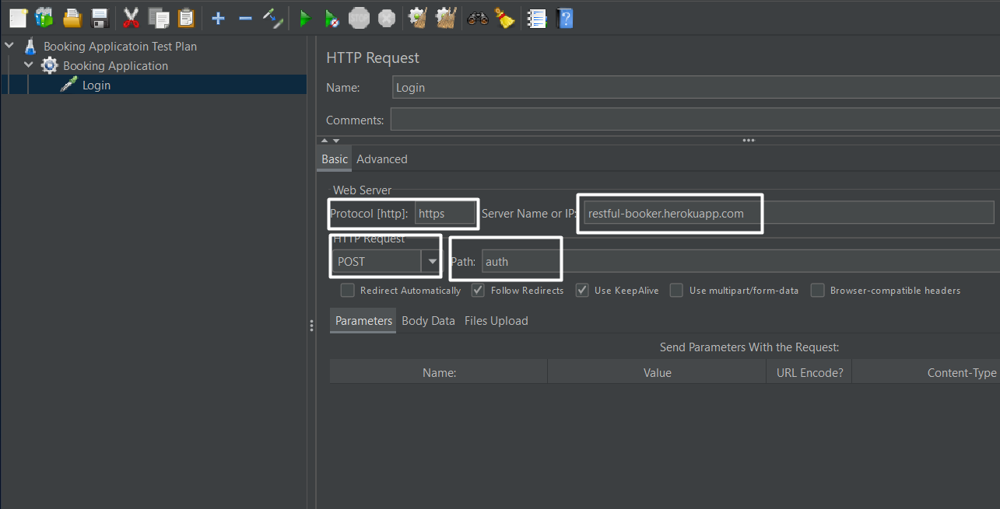 Booking Applicatoin Test Plan
Booking Application
Login
HTTP Request
Name: Login
Comments:
Basic Advanced
Web Server
Protocol [http]: https Server Name or IP: restful-booker.herokuapp.com
HTTP Request
POST Path: auth
Redirect Automatically Follow Redirects Use KeepAlive Use multipart/form-data Browser-compatible headers
Parameters Body Data Files Upload
Send Parameters With the Request:
Name: Value URL Encode? Content-Type